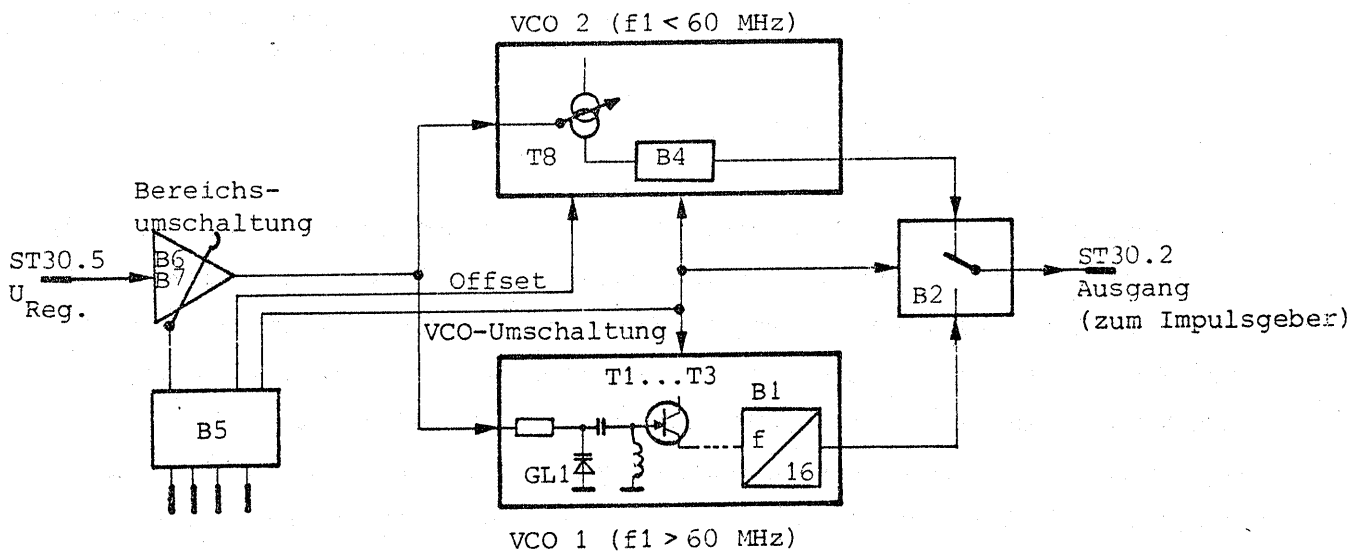 VCO 2 (f1 < 60 MHz)
T8
B4
Bereichs-
umschaltung
ST30.5
U Reg.
B6
B7
Offset
VCO-Umschaltung
B2
ST30.2
Ausgang
(zum Impulsgeber)
B5
T1...T3
B1
f
16
GL1
VCO 1 (f1 > 60 MHz)